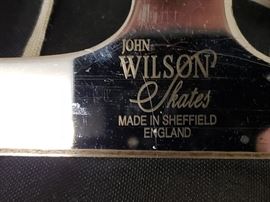 JOHN
WILSON
Skates
MADE IN SHEFFIELD
ENGLAND